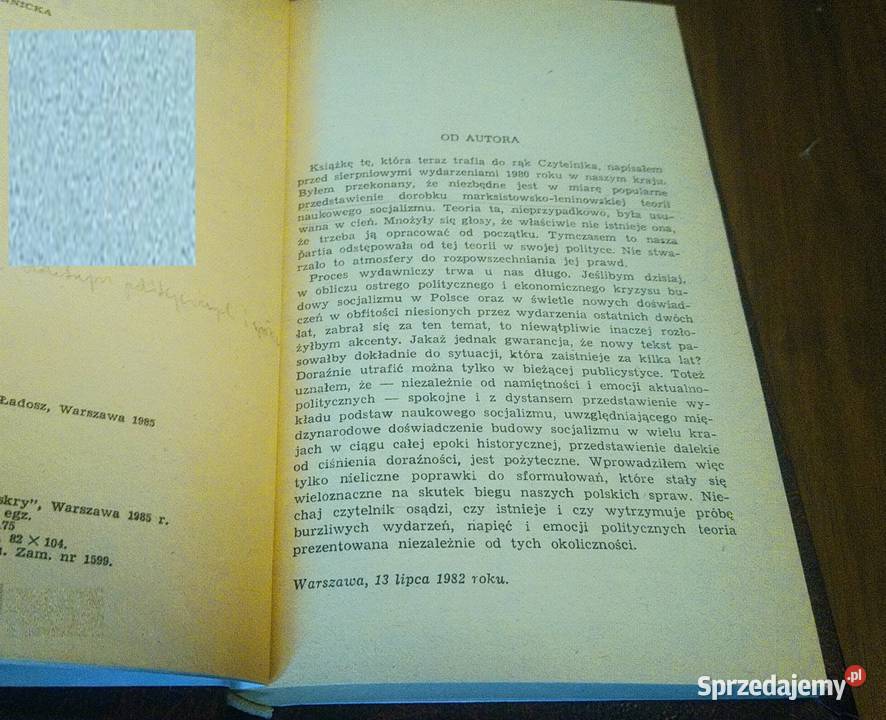 NNICKA
Ładosz, Warszawa 1985
skry", Warszawa 1985 r.
egz.
75
82 × 104.
Zam. nr 1599.
OD AUTORA
Książkę tę, która teraz trafia do rąk Czytelnika, napisałem
przed sierpniowymi wydarzeniami 1980 roku w naszym kraju.
Byłem przekonany, że niezbędne jest w miarę popularne
przedstawienie dorobku marksistowsko-leninowskiej teorii
naukowego socjalizmu. Teoria ta, nieprzypadkowo, była usu-
wana w cień. Mnożyły się głosy, że właściwie nie istnieje ona,
że trzeba ją opracować od początku. Tymczasem to nasza
partia odstępowała od tej teorii w swojej polityce. Nie stwa-
rzało to atmosfery do rozpowszechniania jej prawd.
Proces wydawniczy trwa u nas długo. Jeślibym dzisiaj,
w obliczu ostrego politycznego i ekonomicznego kryzysu bu-
dowy socjalizmu w Polsce oraz w świetle nowych doświad-
czeń w obfitości niesionych przez wydarzenia ostatnich dwóch
lat, zabrał się za ten temat, to niewątpliwie inaczej rozło-
żyłbym akcenty. Jakaż jednak gwarancja, że nowy tekst pa-
sowałby dokładnie do sytuacji, która zaistnieje za kilka lat?
Doraźnie utrafić można tylko w bieżącej publicystyce. Toteż
uznałem, że — niezależnie od namiętności i emocji aktualno-
politycznych — spokojne i z dystansem przedstawienie wy-
kładu podstaw naukowego socjalizmu, uwzględniającego mię-
dzynarodowe doświadczenie budowy socjalizmu w wielu kra-
jach w ciągu całej epoki historycznej, przedstawienie dalekie
od ciśnienia doraźności, jest pożyteczne. Wprowadziłem więc
tylko nieliczne poprawki do sformułowań, które stały się
wieloznaczne na skutek biegu naszych polskich spraw. Nie-
chaj czytelnik osądzi, czy istnieje i czy wytrzymuje próbę
burzliwych wydarzeń, napięć i emocji politycznych teoria
prezentowana niezależnie od tych okoliczności.
Warszawa, 13 lipca 1982 roku.
Sprzedajemy.pl